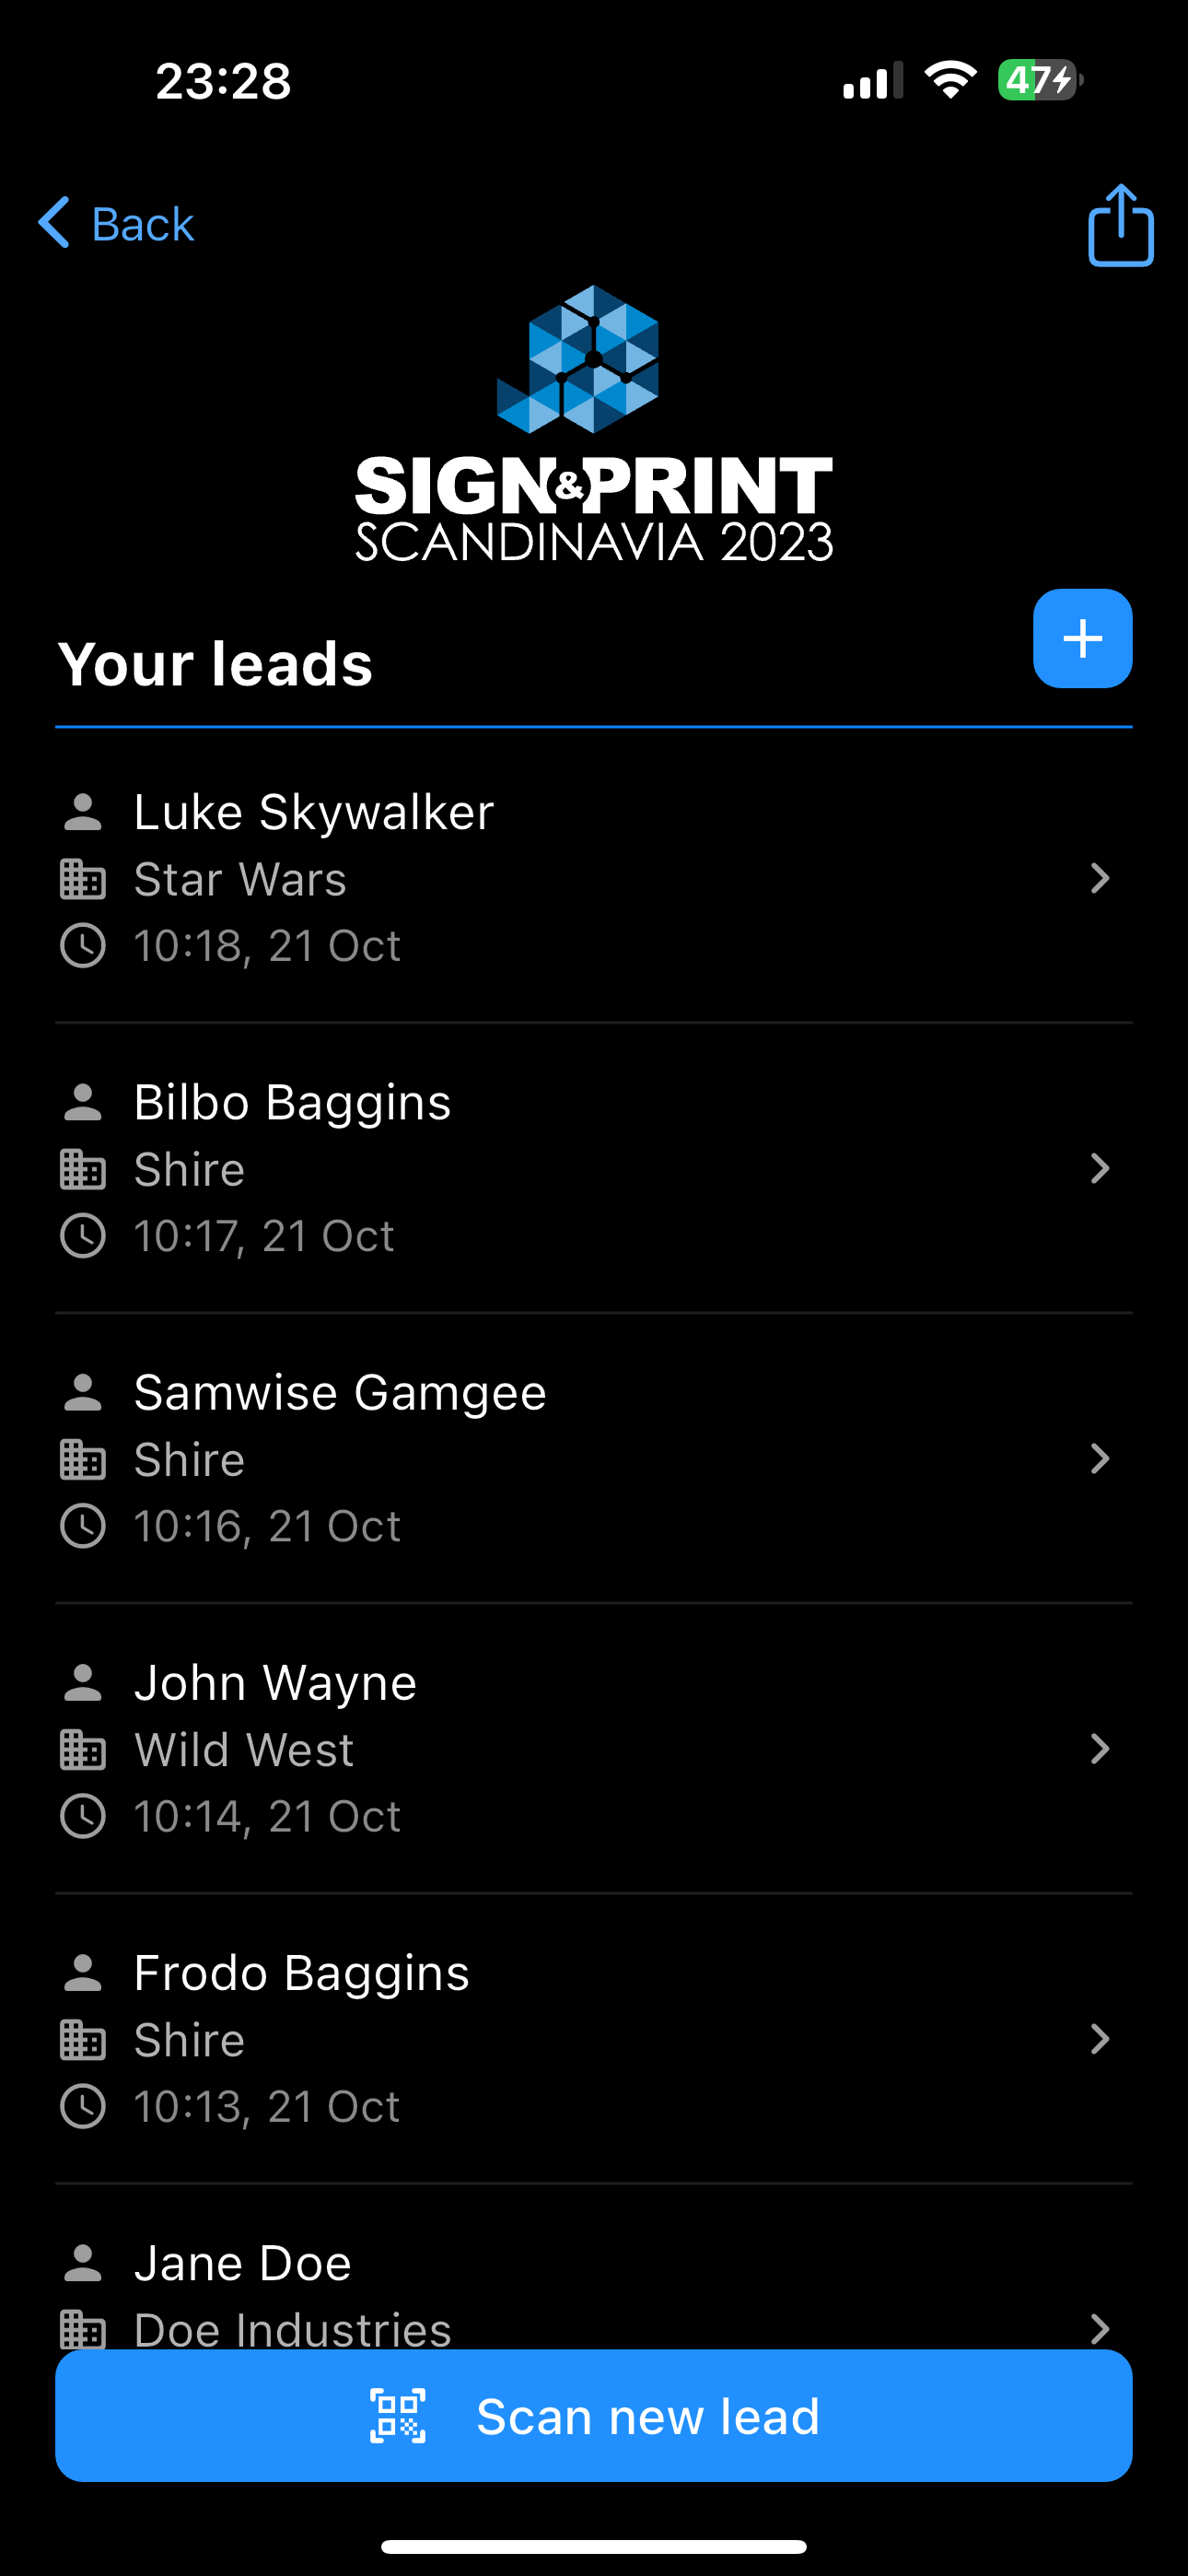 23:28
47
Back
SIGN&PRINT
SCANDINAVIA 2023
Your leads
+
Luke Skywalker
Star Wars
10:18, 21 Oct
Bilbo Baggins
Shire
10:17, 21 Oct
Samwise Gamgee
Shire
10:16, 21 Oct
John Wayne
Wild West
10:14, 21 Oct
Frodo Baggins
Shire
10:13, 21 Oct
Jane Doe
Doe Industries
Scan new lead